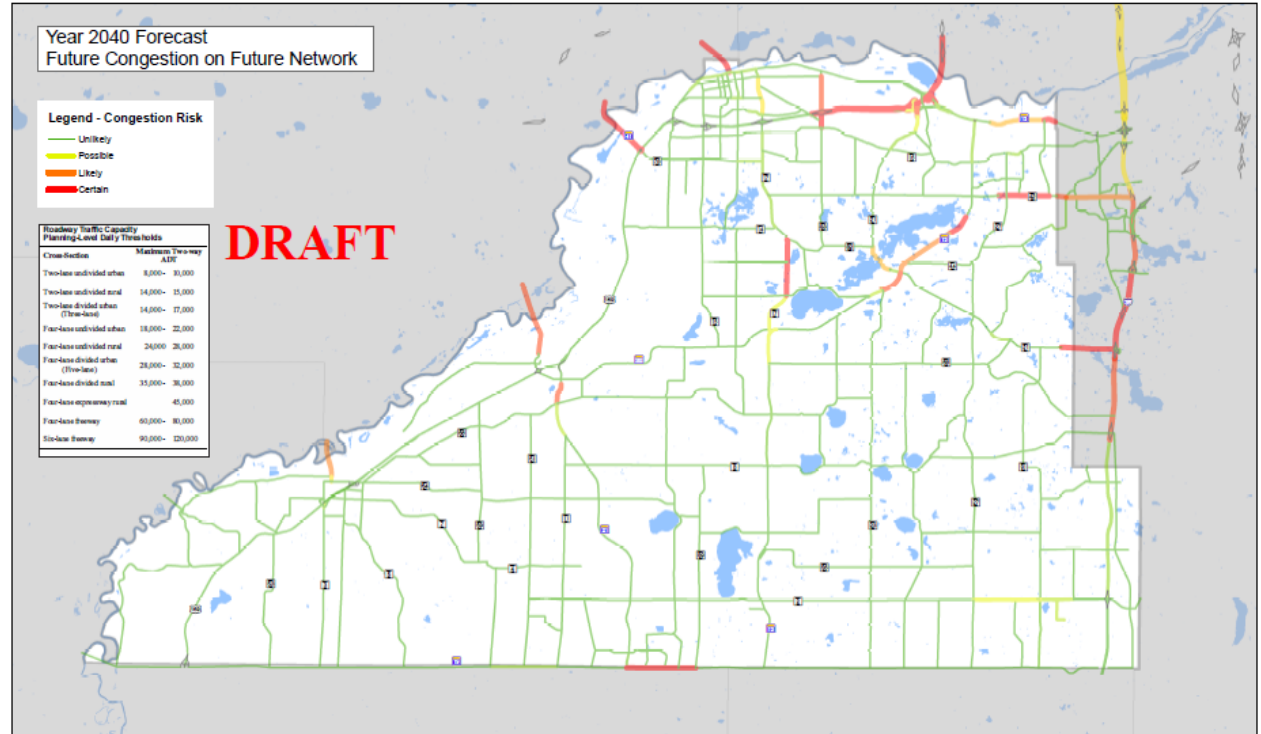 Year 2040 Forecast
Future Congestion on Future Network
Legend - Congestion Risk
Unlikely
Possible
Likely
Certain
DRAFT
Roadway Traffic Capacity
Planning-Level Daily Thresholds
Cross-Section Maximum Two-way
ADT
Two-lane undivided urban 8,000- 10,000
Two-lane undivided rural 14,000- 15,000
Two-lane divided urban 14,000- 17,000
(Three-lane)
Four-lane undivided urban 18,000- 22,000
Four-lane undivided rural 24,000 28,000
Four-lane divided urban 28,000- 32,000
(Five-lane)
Four-lane divided rural 35,000- 38,000
Four-lane expressway rural 45,000
Four-lane freeway 60,000- 80,000
Six-lane freeway 90,000- 120,000